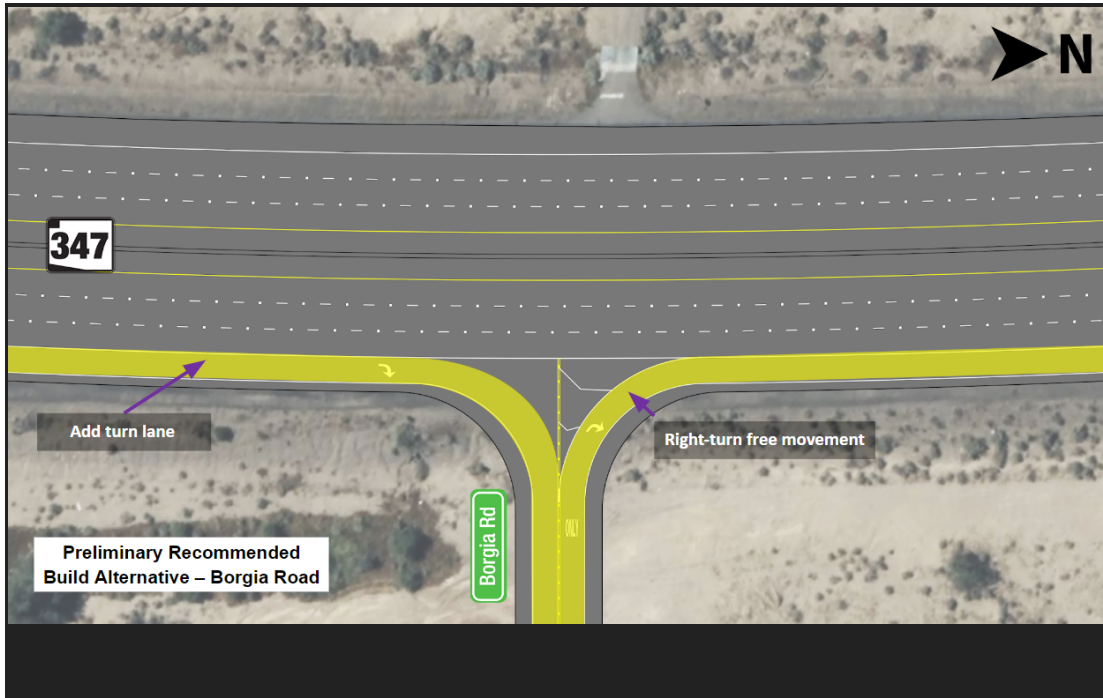 N
347
Add turn lane
Right-turn free movement
Borgia Rd
ONLY
Preliminary Recommended
Build Alternative – Borgia Road